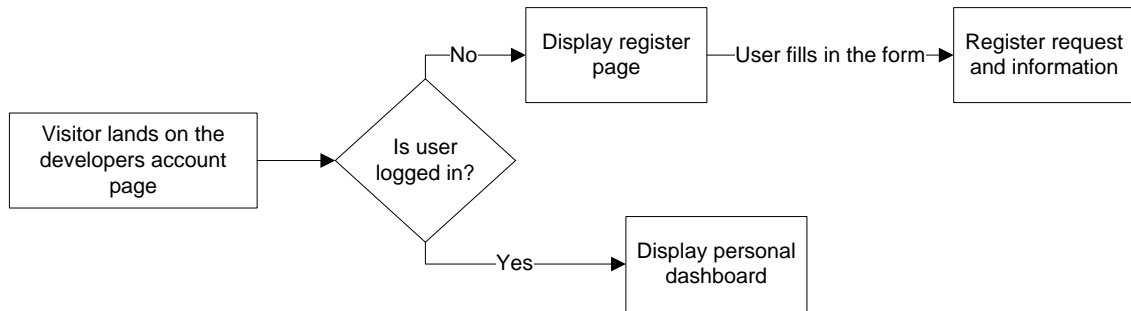 Visitor lands on the
developers account
page
Is user
logged in?
No
Display register
page
User fills in the form
Register request
and information
Yes
Display personal
dashboard